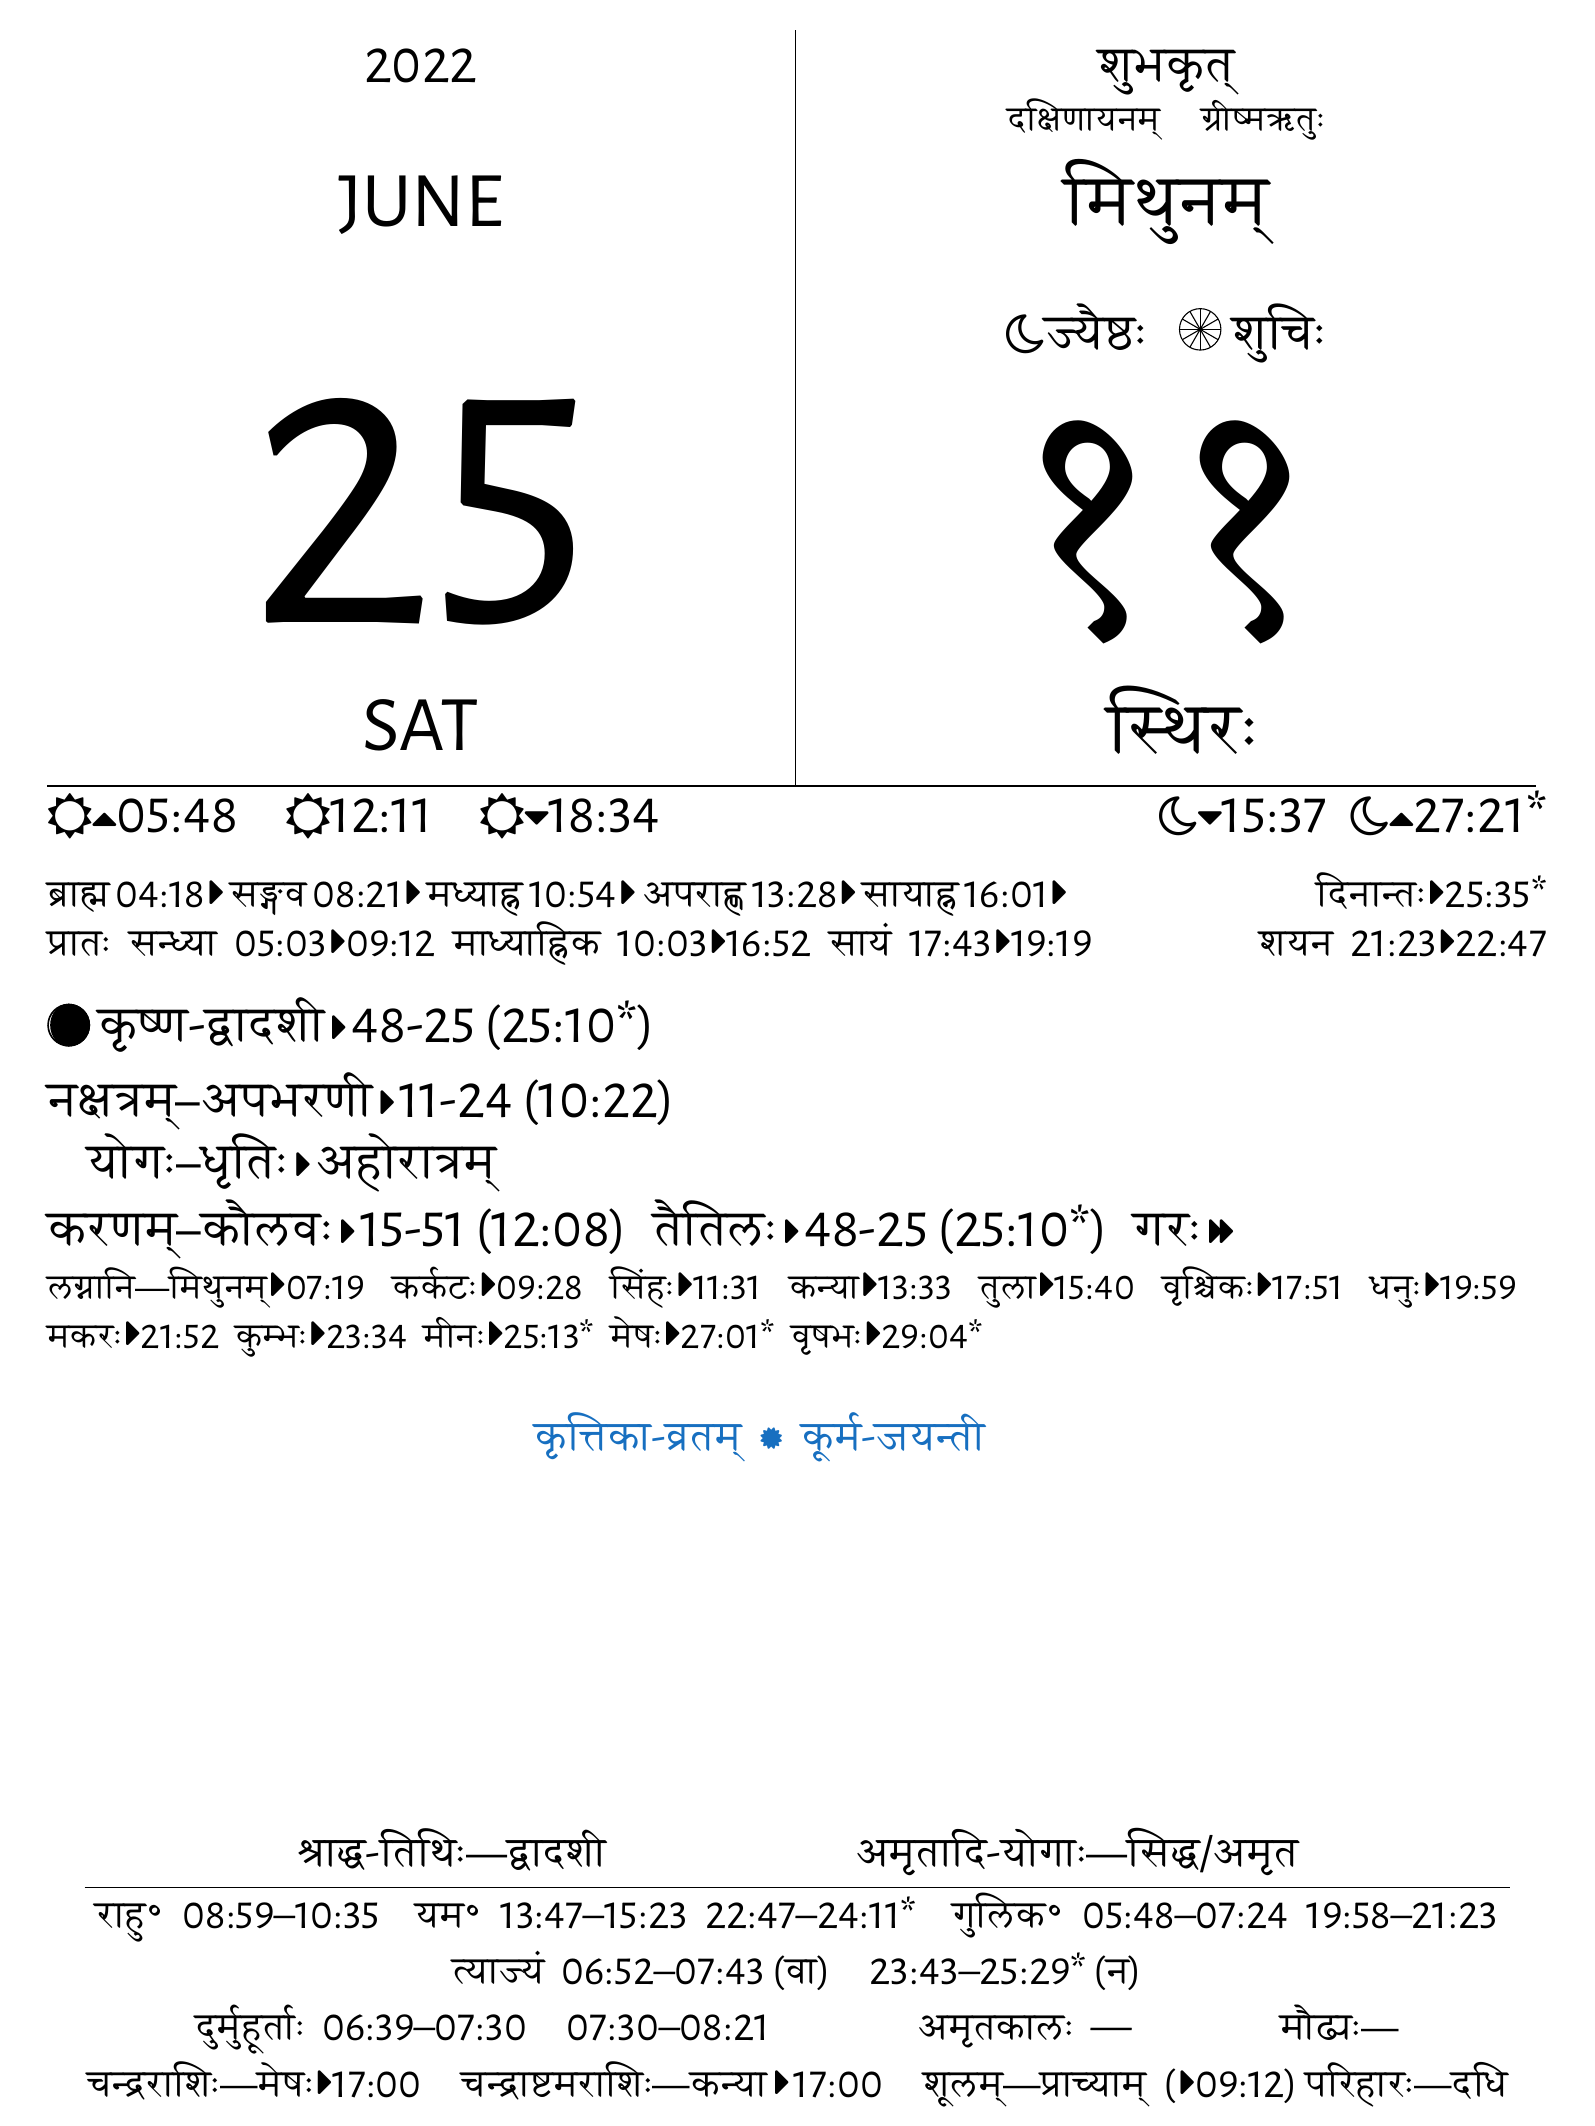 2022
JUNE
25
SAT
शुभकृत्
दक्षिणायनम् ग्रीष्मऋतुः
मिथुनम्
ज्यैष्ठः शुचिः
११
स्थिरः
05:48 12:11 18:34 15:37 27:21*
ब्राह्म 04:18 सङ्गव 08:21 मध्याह्न 10:54 अपराह्ण 13:28 सायाह्न 16:01 दिनान्तः 25:35*
प्रातः सन्ध्या 05:03 09:12 माध्याह्निक 10:03 16:52 सायं 17:43 19:19 शयन 21:23 22:47
कृष्ण-द्वादशी 48-25 (25:10*)
नक्षत्रम्–अपभरणी 11-24 (10:22)
योगः–धृतिः अहोरात्रम्
करणम्–कौलवः 15-51 (12:08) तैतिलः 48-25 (25:10*) गरः
लग्नानि—मिथुनम् 07:19 कर्कटः 09:28 सिंहः 11:31 कन्या 13:33 तुला 15:40 वृश्चिकः 17:51 धनुः 19:59
मकरः 21:52 कुम्भः 23:34 मीनः 25:13* मेषः 27:01* वृषभः 29:04*
कृत्तिका-व्रतम् कूर्म-जयन्ती
श्राद्ध-तिथिः—द्वादशी अमृतादि-योगाः—सिद्ध/अमृत
राहु° 08:59–10:35 यम° 13:47–15:23 22:47–24:11* गुलिक° 05:48–07:24 19:58–21:23
त्याज्यं 06:52–07:43 (वा) 23:43–25:29* (न)
दुर्मुहूर्ताः 06:39–07:30 07:30–08:21 अमृतकालः — मौढ्यः—
चन्द्रराशिः—मेषः 17:00 चन्द्राष्टमराशिः—कन्या 17:00 शूलम्—प्राच्याम् ( 09:12) परिहारः—दधि